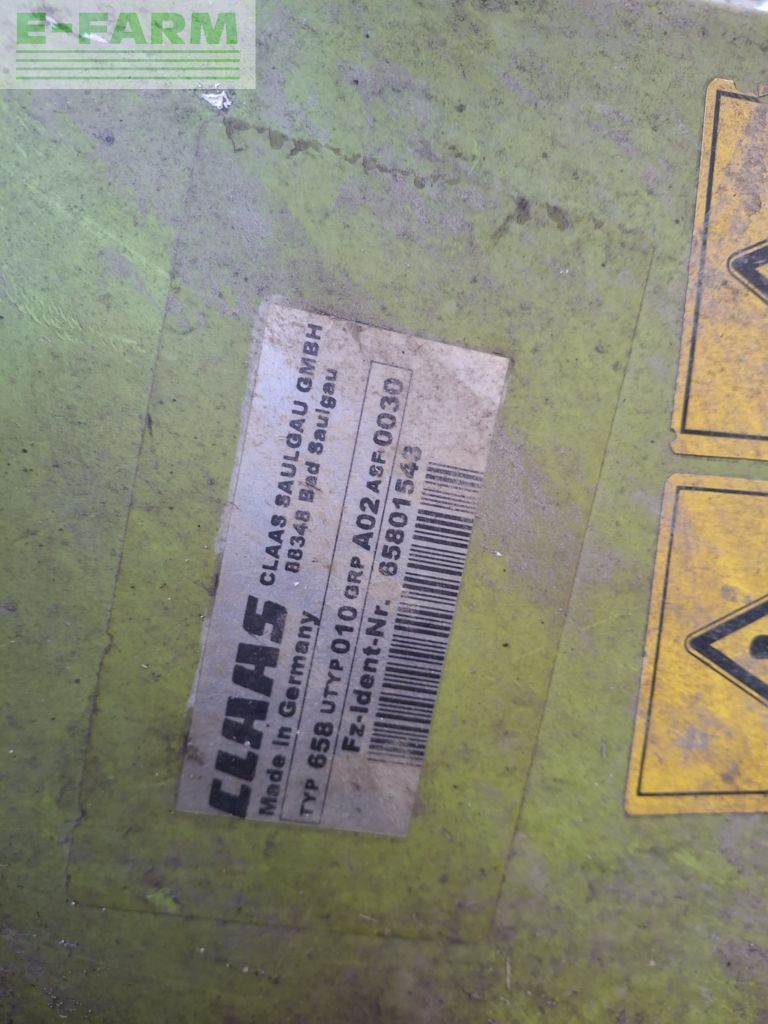 E-FARM
CLAAS CLAAS SAULGAU GMBH
Made in Germany 88348 Bad Saulgau
TYP 658 UTYP 010 GRP A02 ASF 0030
Fz-Ident-Nr. 65801543